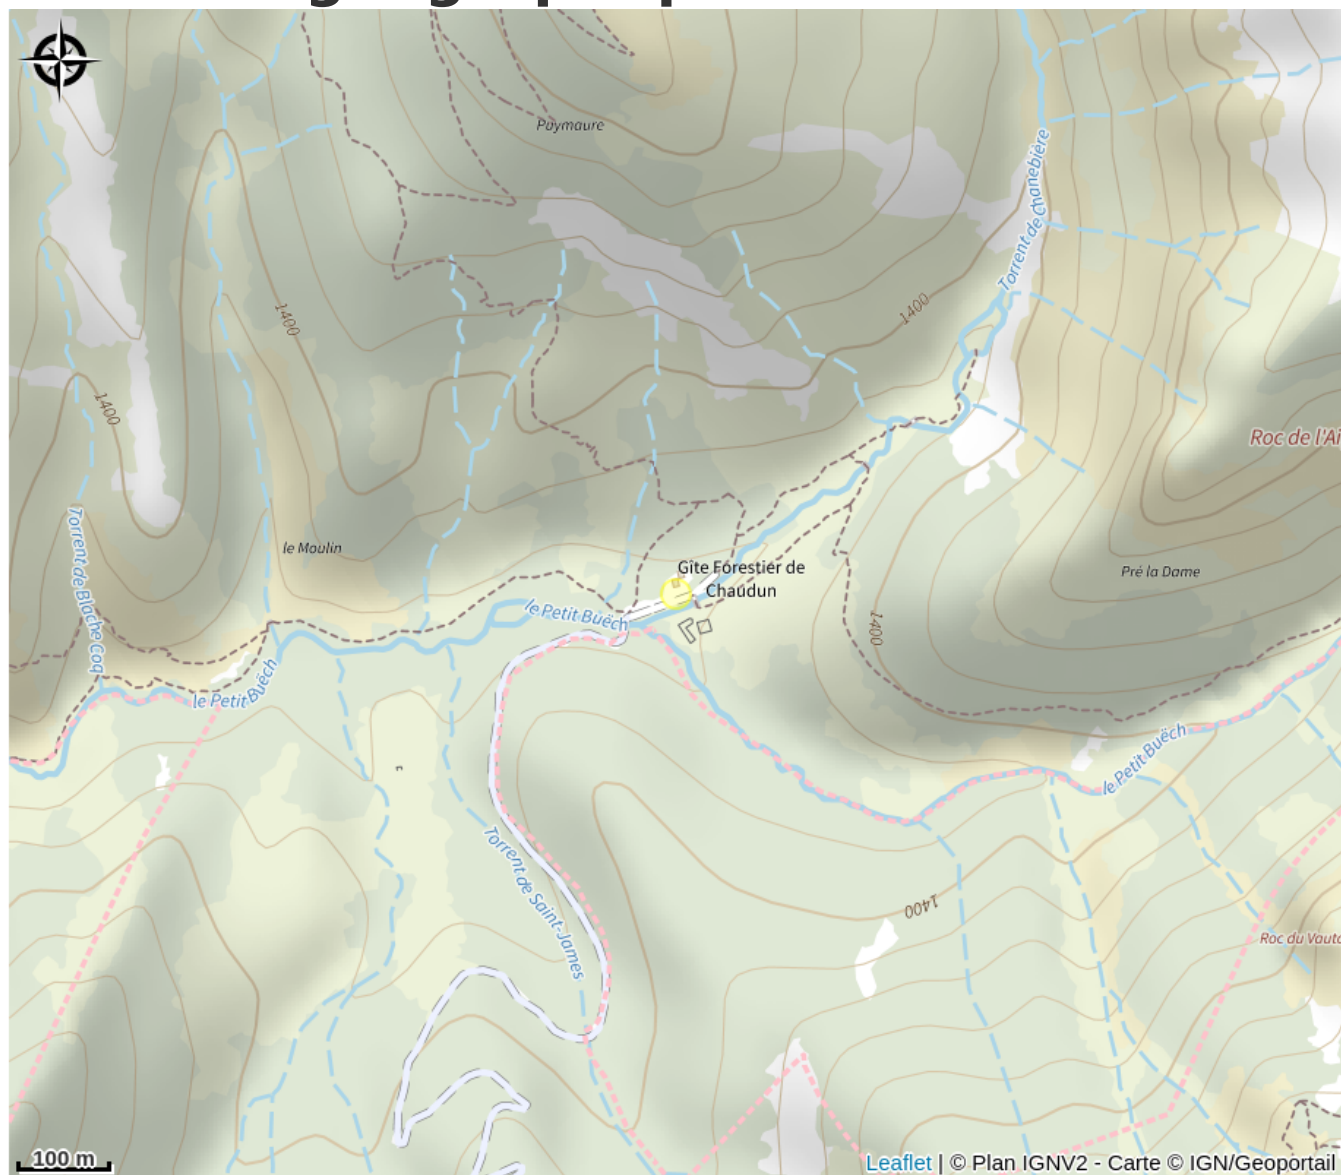 Puymaure
Torrent de Chanebière
1400
1400
1400
Roc de l'Ai
Torrent de Blache Coq
le Moulin
Gîte Forestier de
Chaudun
Pré la Dame
le Petit Buëch
1400
le Petit Buëch
le Petit Buëch
Torrent de Saint-James
1400
Roc du Vauto
100 m
Leaflet | © Plan IGNV2 - Carte © IGN/Geoportail